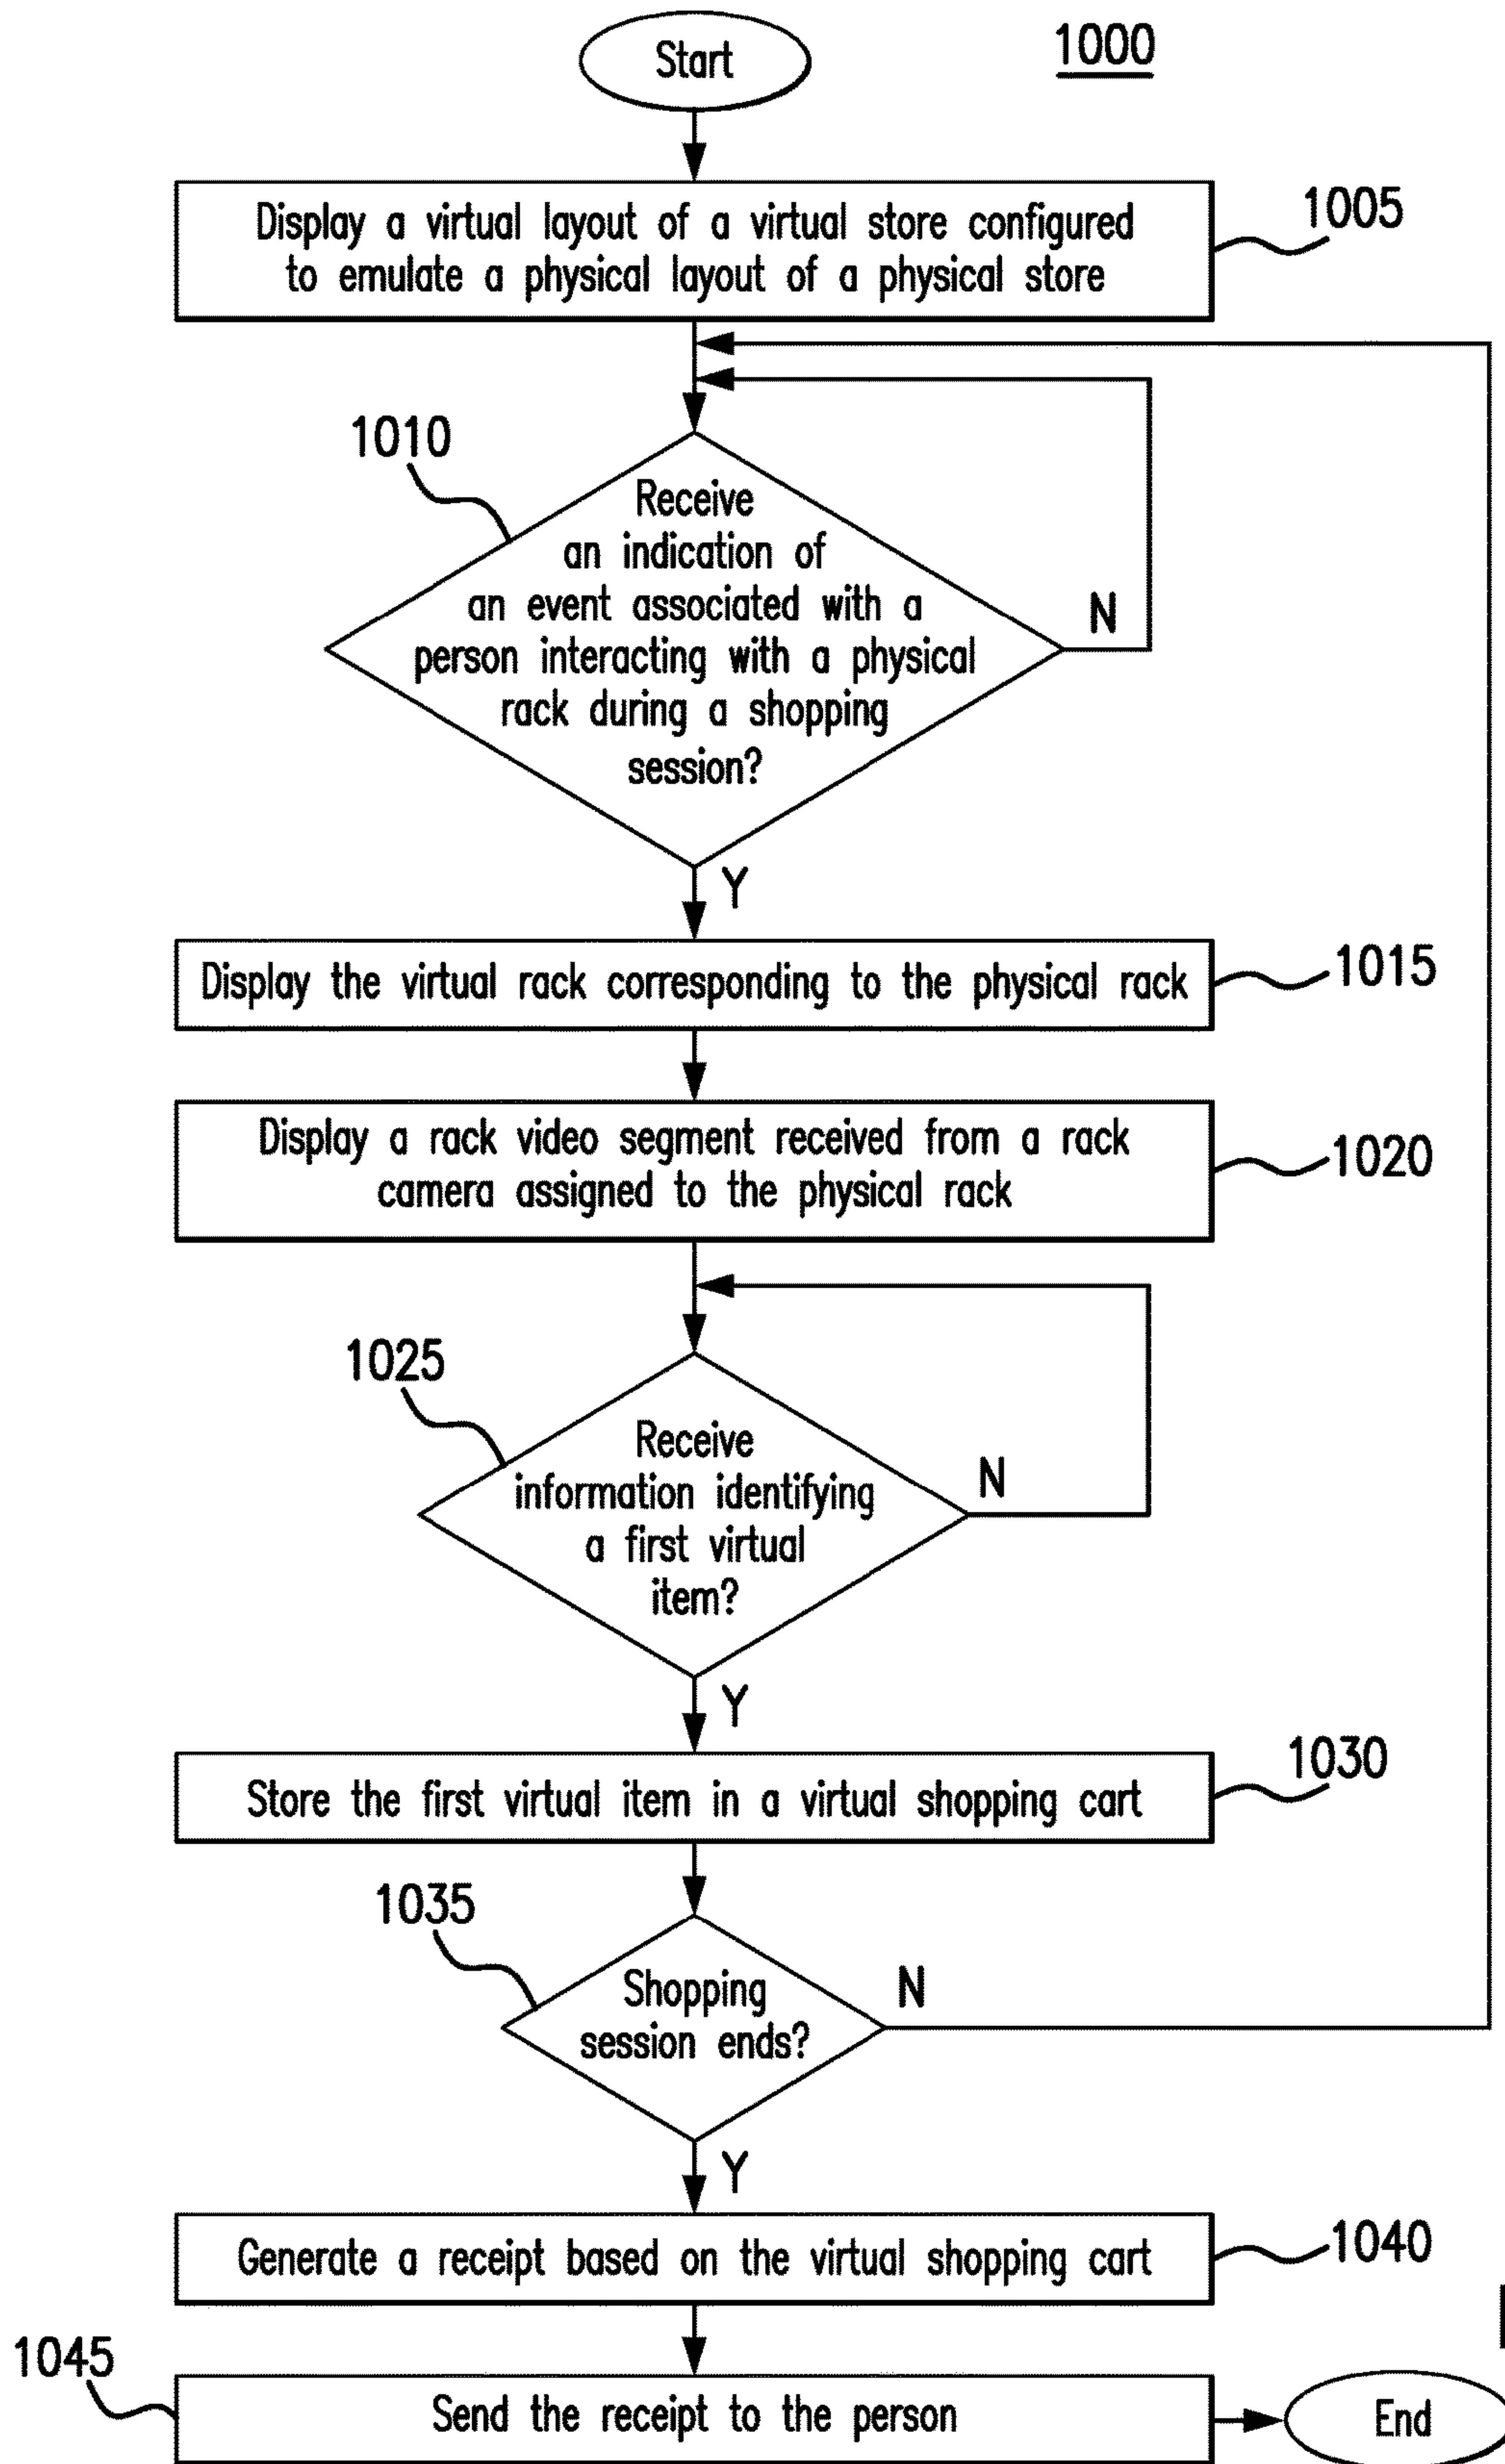 Start
1000
Display a virtual layout of a virtual store configured
to emulate a physical layout of a physical store
1005
1010
Receive
an indication of
an event associated with a
person interacting with a physical
rack during a shopping
session?
N
Y
Display the virtual rack corresponding to the physical rack
1015
Display a rack video segment received from a rack
camera assigned to the physical rack
1020
1025
Receive
information identifying
a first virtual
item?
N
Y
Store the first virtual item in a virtual shopping cart
1030
1035
Shopping
session ends?
N
Y
Generate a receipt based on the virtual shopping cart
1040
1045
Send the receipt to the person
End